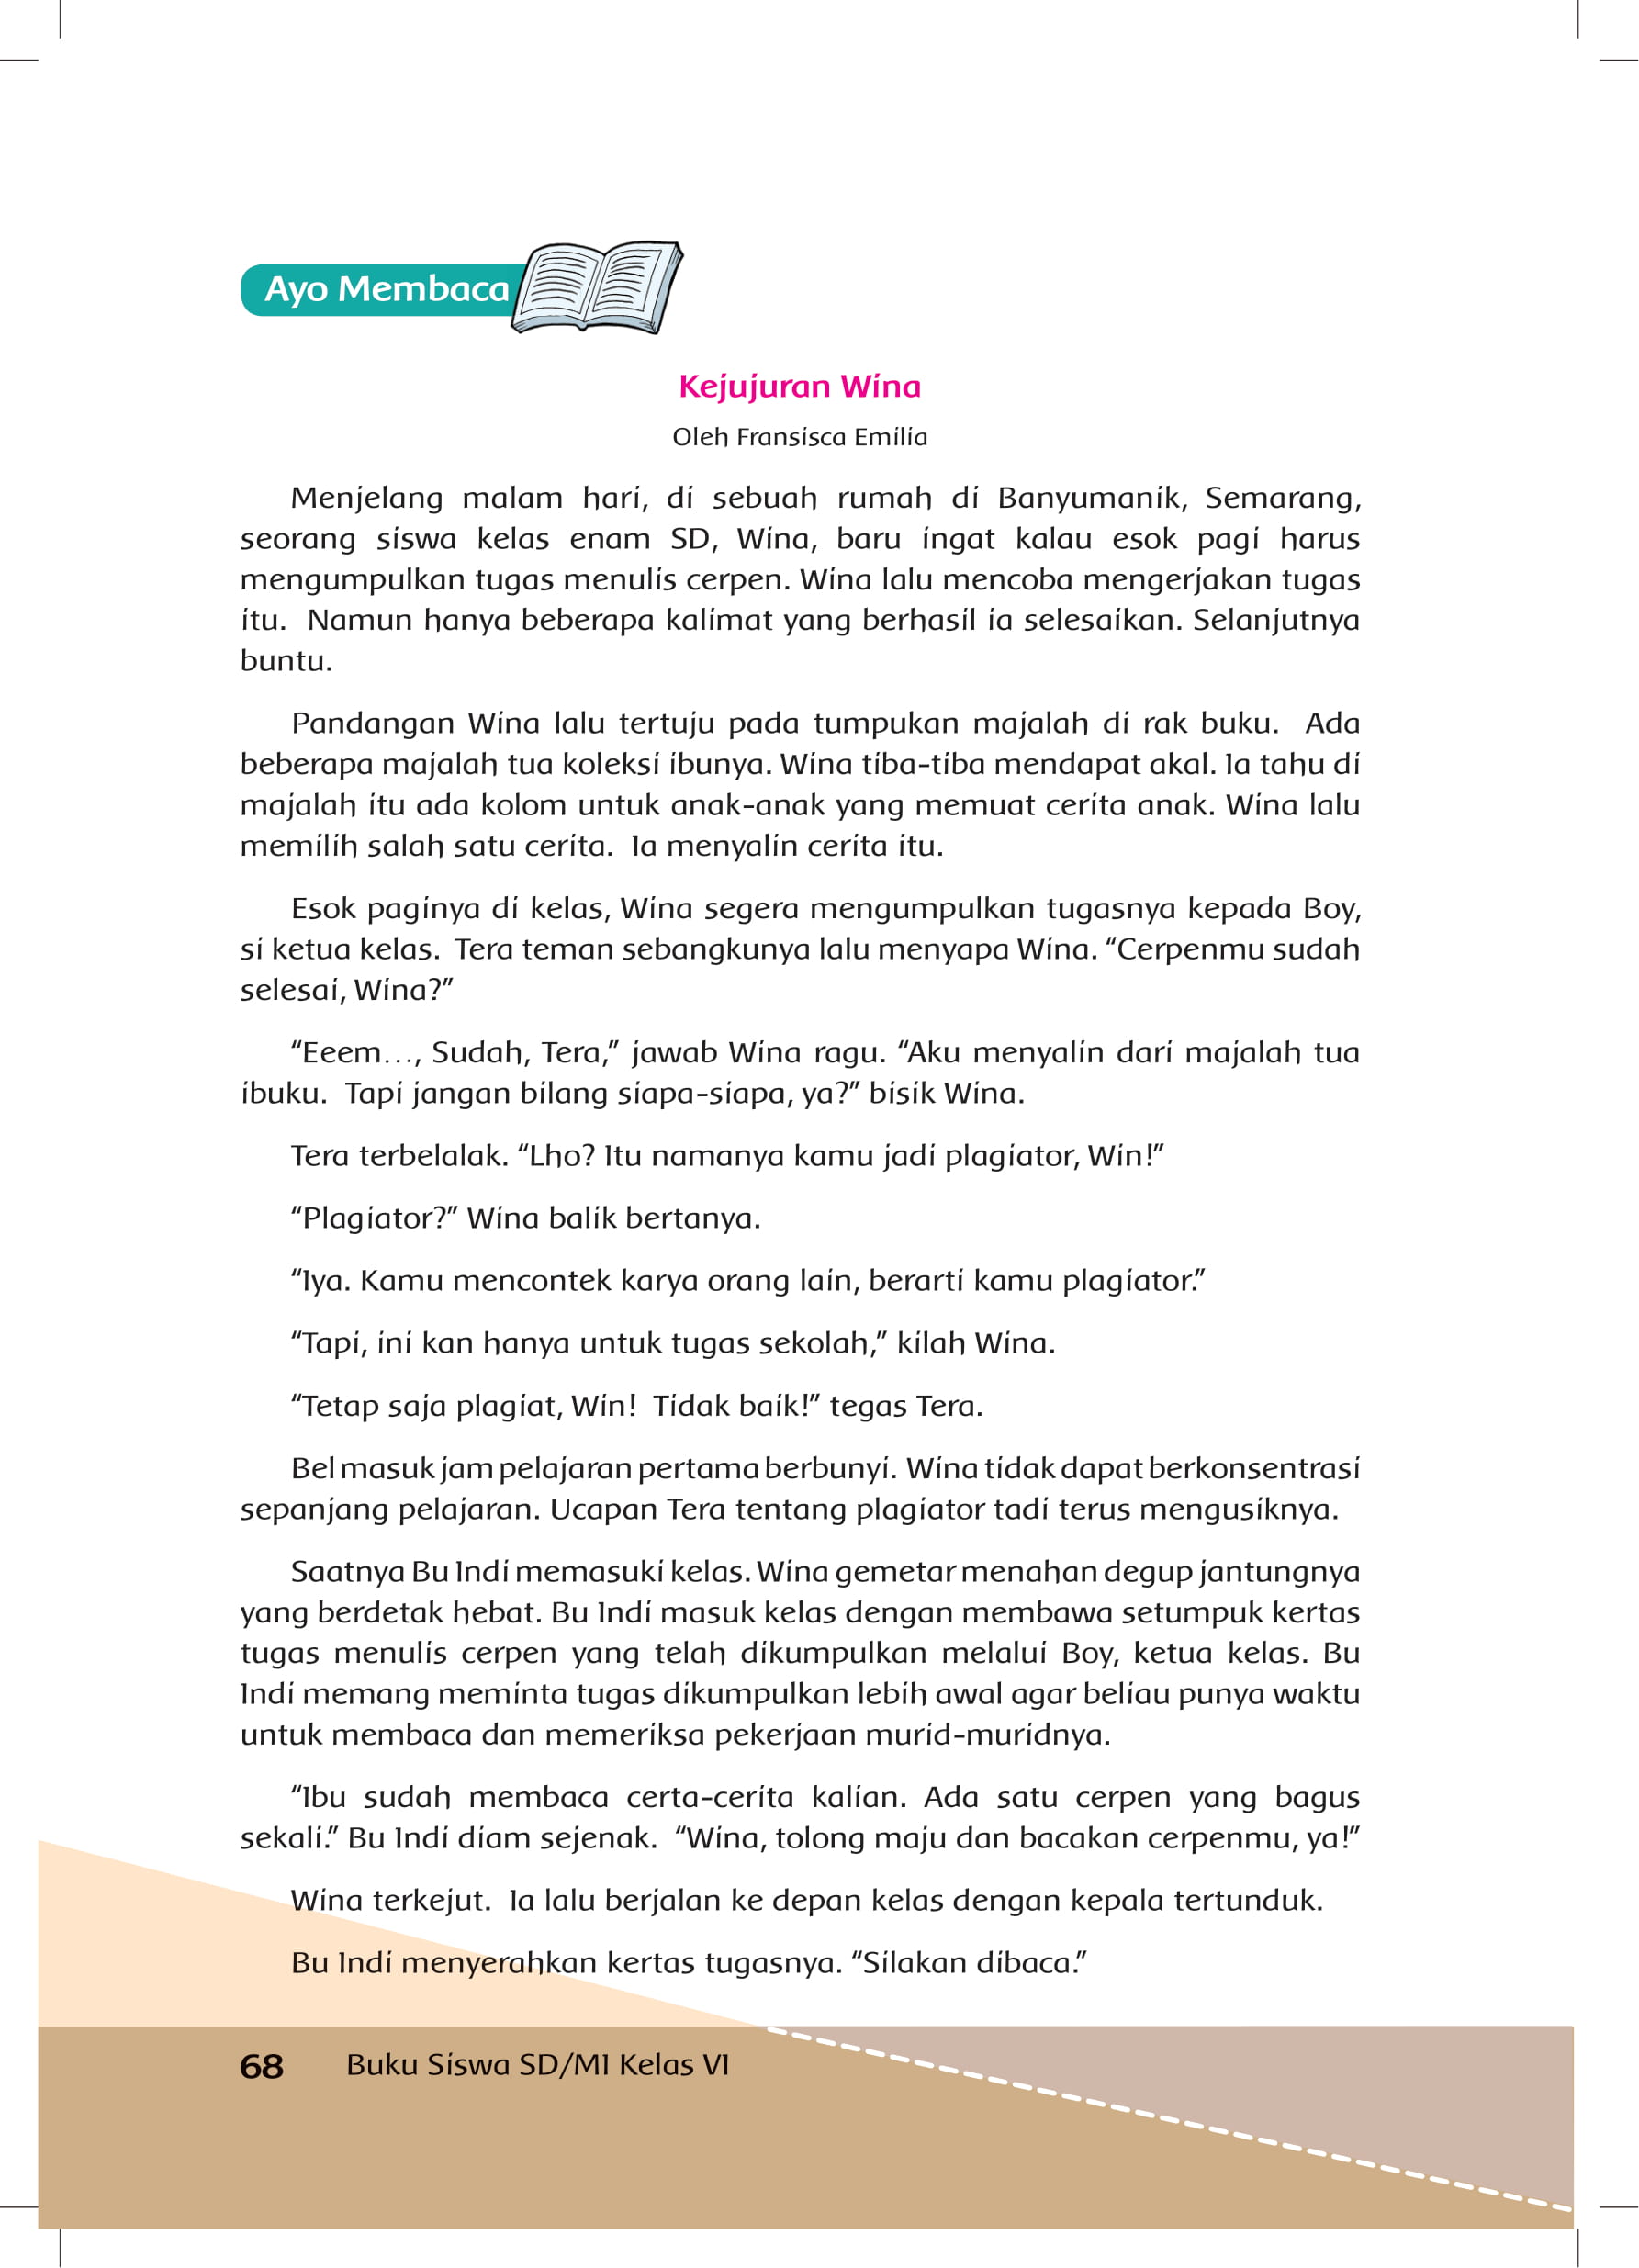 Ayo Membaca
Kejujuran Wina
Oleh Fransisca Emilia
Menjelang malam hari, di sebuah rumah di Banyumanik, Semarang,
seorang siswa kelas enam SD, Wina, baru ingat kalau esok pagi harus
mengumpulkan tugas menulis cerpen. Wina lalu mencoba mengerjakan tugas
itu.  Namun hanya beberapa kalimat yang berhasil ia selesaikan. Selanjutnya
buntu.
Pandangan Wina lalu tertuju pada tumpukan majalah di rak buku.  Ada
beberapa majalah tua koleksi ibunya. Wina tiba-tiba mendapat akal. Ia tahu di
majalah itu ada kolom untuk anak-anak yang memuat cerita anak. Wina lalu
memilih salah satu cerita.  Ia menyalin cerita itu.
Esok paginya di kelas, Wina segera mengumpulkan tugasnya kepada Boy,
si ketua kelas.  Tera teman sebangkunya lalu menyapa Wina. “Cerpenmu sudah
selesai, Wina?”
“Eeem…, Sudah, Tera,” jawab Wina ragu. “Aku menyalin dari majalah tua
ibuku.  Tapi jangan bilang siapa-siapa, ya?” bisik Wina.
Tera terbelalak. “Lho? Itu namanya kamu jadi plagiator, Win!”
“Plagiator?” Wina balik bertanya.
“Iya. Kamu mencontek karya orang lain, berarti kamu plagiator.”
“Tapi, ini kan hanya untuk tugas sekolah,” kilah Wina.
“Tetap saja plagiat, Win!  Tidak baik!” tegas Tera.
Bel masuk jam pelajaran pertama berbunyi. Wina tidak dapat berkonsentrasi
sepanjang pelajaran. Ucapan Tera tentang plagiator tadi terus mengusiknya.
Saatnya Bu Indi memasuki kelas. Wina gemetar menahan degup jantungnya
yang berdetak hebat. Bu Indi masuk kelas dengan membawa setumpuk kertas
tugas menulis cerpen yang telah dikumpulkan melalui Boy, ketua kelas. Bu
Indi memang meminta tugas dikumpulkan lebih awal agar beliau punya waktu
untuk membaca dan memeriksa pekerjaan murid-muridnya.
“Ibu sudah membaca certa-cerita kalian. Ada satu cerpen yang bagus
sekali.” Bu Indi diam sejenak.  “Wina, tolong maju dan bacakan cerpenmu, ya!”
Wina terkejut.  Ia lalu berjalan ke depan kelas dengan kepala tertunduk.
Bu Indi menyerahkan kertas tugasnya. “Silakan dibaca.”
68 Buku Siswa SD/MI Kelas VI